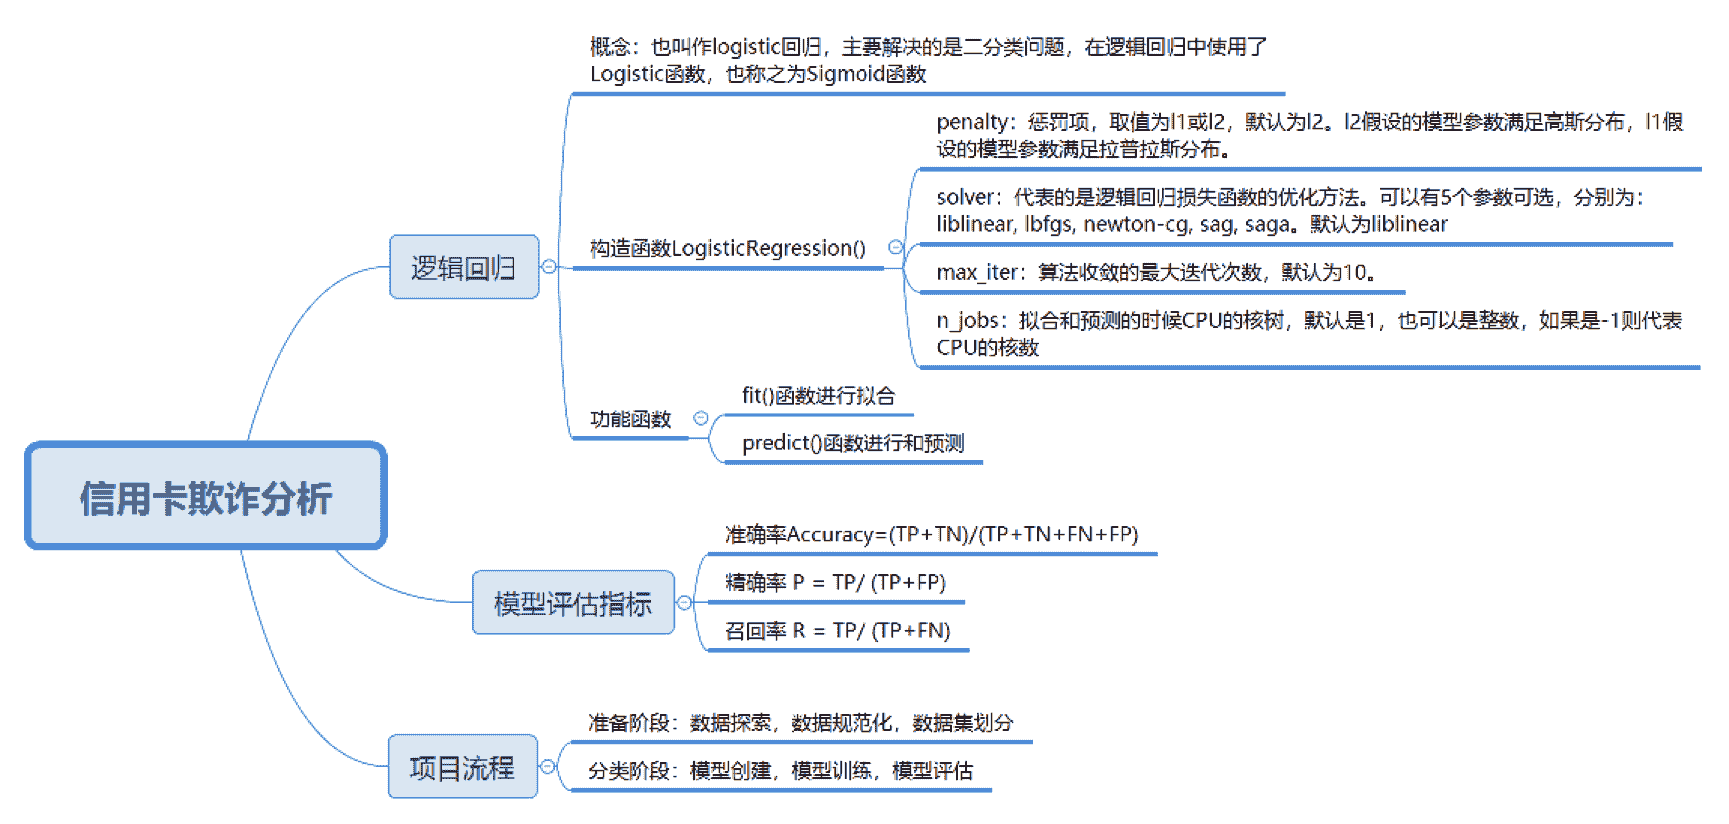 概念：也叫作logistic回归，主要解决的是二分类问题，在逻辑回归中使用了
Logistic函数，也称之为Sigmoid函数
penalty：惩罚项，取值为l1或l2，默认为l2。l2假设的模型参数满足高斯分布，l1假
设的模型参数满足拉普拉斯分布。
solver：代表的是逻辑回归损失函数的优化方法。可以有5个参数可选，分别为：
liblinear, lbfgs, newton-cg, sag, saga。默认为liblinear
构造函数LogisticRegression()
逻辑回归
max_iter：算法收敛的最大迭代次数，默认为10。
n_jobs：拟合和预测的时候CPU的核树，默认是1，也可以是整数，如果是-1则代表
CPU的核数
功能函数
fit()函数进行拟合
predict()函数进行和预测
信用卡欺诈分析
准确率Accuracy=(TP+TN)/(TP+TN+FN+FP)
模型评估指标
精确率 P = TP/ (TP+FP)
召回率 R = TP/ (TP+FN)
项目流程
准备阶段：数据探索，数据规范化，数据集划分
分类阶段：模型创建，模型训练，模型评估